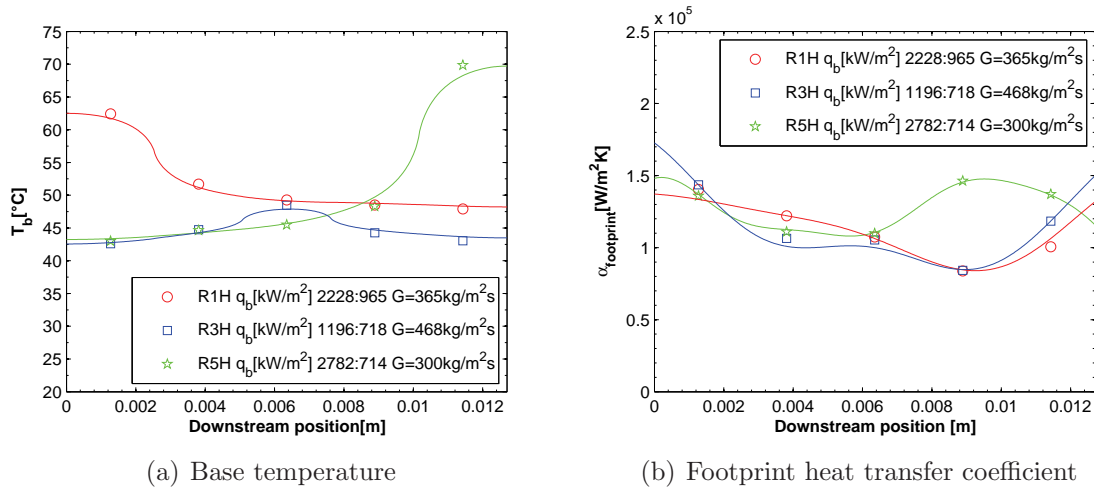 75
70
65
60
55
50
45
40
35
30
25
20
T_b[°C]
R1H q_b[kW/m²] 2228:965 G=365kg/m²s
R3H q_b[kW/m²] 1196:718 G=468kg/m²s
R5H q_b[kW/m²] 2782:714 G=300kg/m²s
0 0.002 0.004 0.006 0.008 0.01 0.012
Downstream position[m]
(a) Base temperature
x 10⁵
2.5
2
1.5
1
0.5
0
α_footprint[W/m²K]
R1H q_b[kW/m²] 2228:965 G=365kg/m²s
R3H q_b[kW/m²] 1196:718 G=468kg/m²s
R5H q_b[kW/m²] 2782:714 G=300kg/m²s
0 0.002 0.004 0.006 0.008 0.01 0.012
Downstream position [m]
(b) Footprint heat transfer coefficient